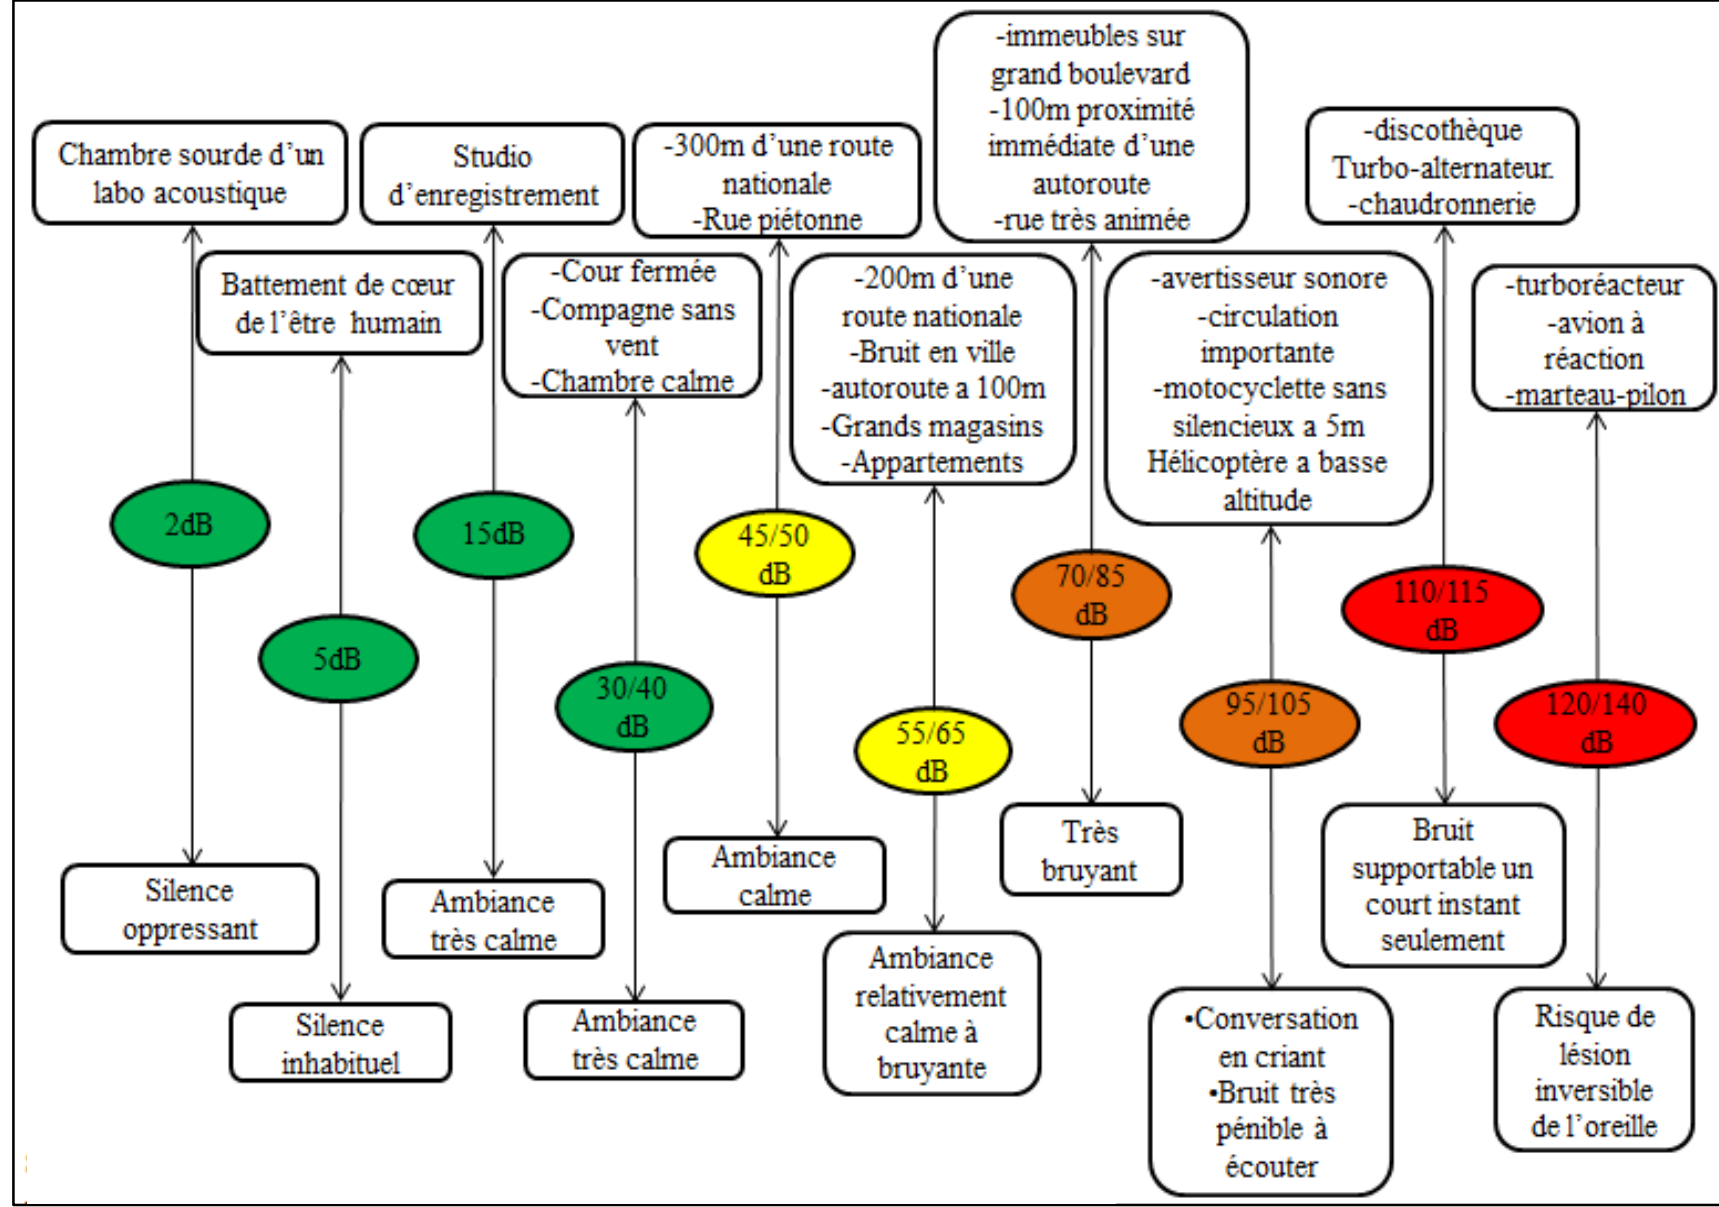 Chambre sourde d'un
labo acoustique
2dB
Silence
oppressant
Battement de cœur
de l'être humain
5dB
Silence
inhabituel
Studio
d'enregistrement
15dB
Ambiance
très calme
-Cour fermée
-Compagne sans
vent
-Chambre calme
30/40
dB
Ambiance
très calme
-300m d'une route
nationale
-Rue piétonne
45/50
dB
Ambiance
calme
-200m d'une
route nationale
-Bruit en ville
-autoroute a 100m
-Grands magasins
-Appartements
55/65
dB
Ambiance
relativement
calme à
bruyante
-immeubles sur
grand boulevard
-100m proximité
immédiate d'une
autoroute
-rue très animée
70/85
dB
Très
bruyant
-avertisseur sonore
-circulation
importante
-motocyclette sans
silencieux a 5m
Hélicoptère a basse
altitude
95/105
dB
•Conversation
en criant
•Bruit très
pénible à
écouter
-discothèque
Turbo-alternateur.
-chaudronnerie
110/115
dB
Bruit
supportable un
court instant
seulement
-turboréacteur
-avion à
réaction
-marteau-pilon
120/140
dB
Risque de
lésion
inversible
de l'oreille